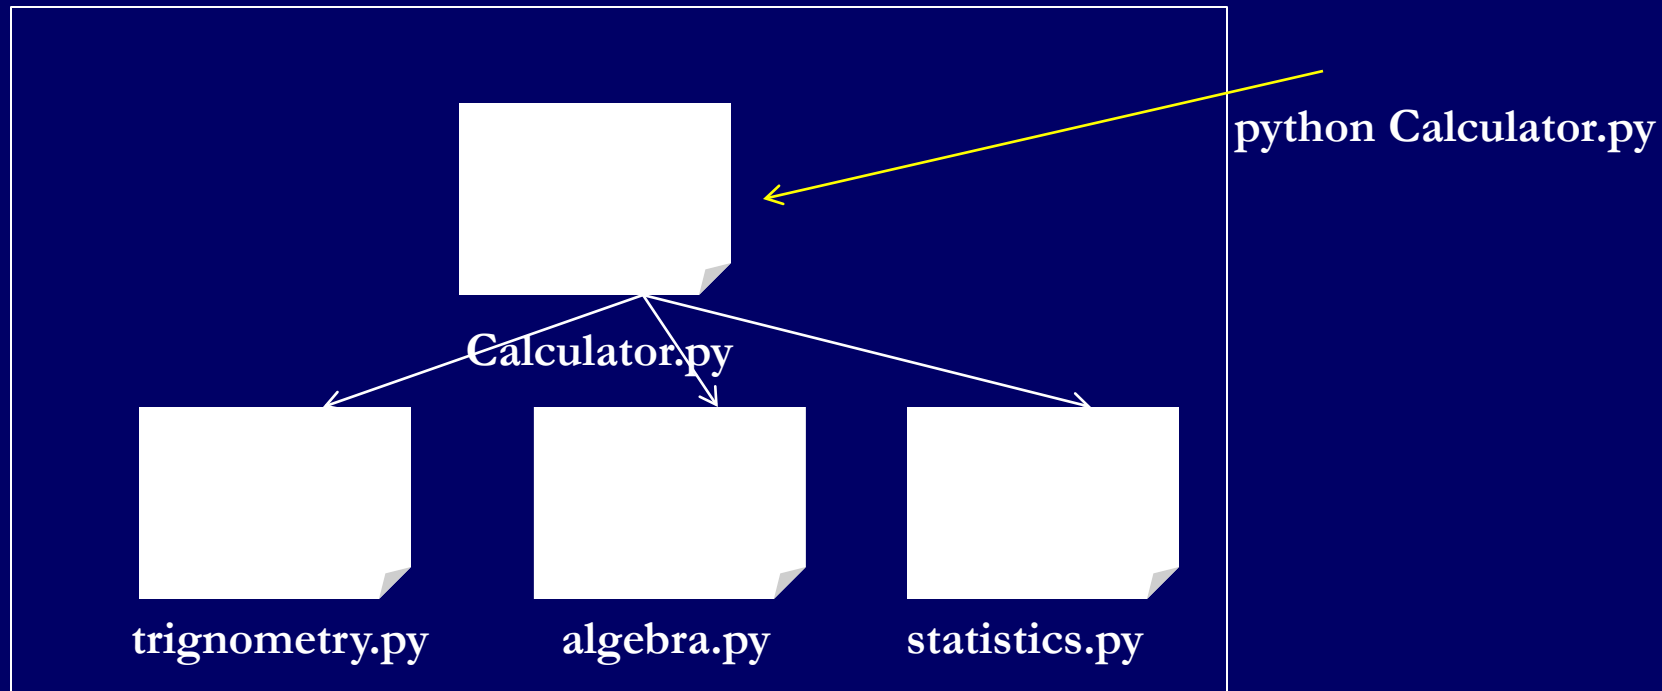 python Calculator.py
Calculator.py
trignometry.py
algebra.py
statistics.py